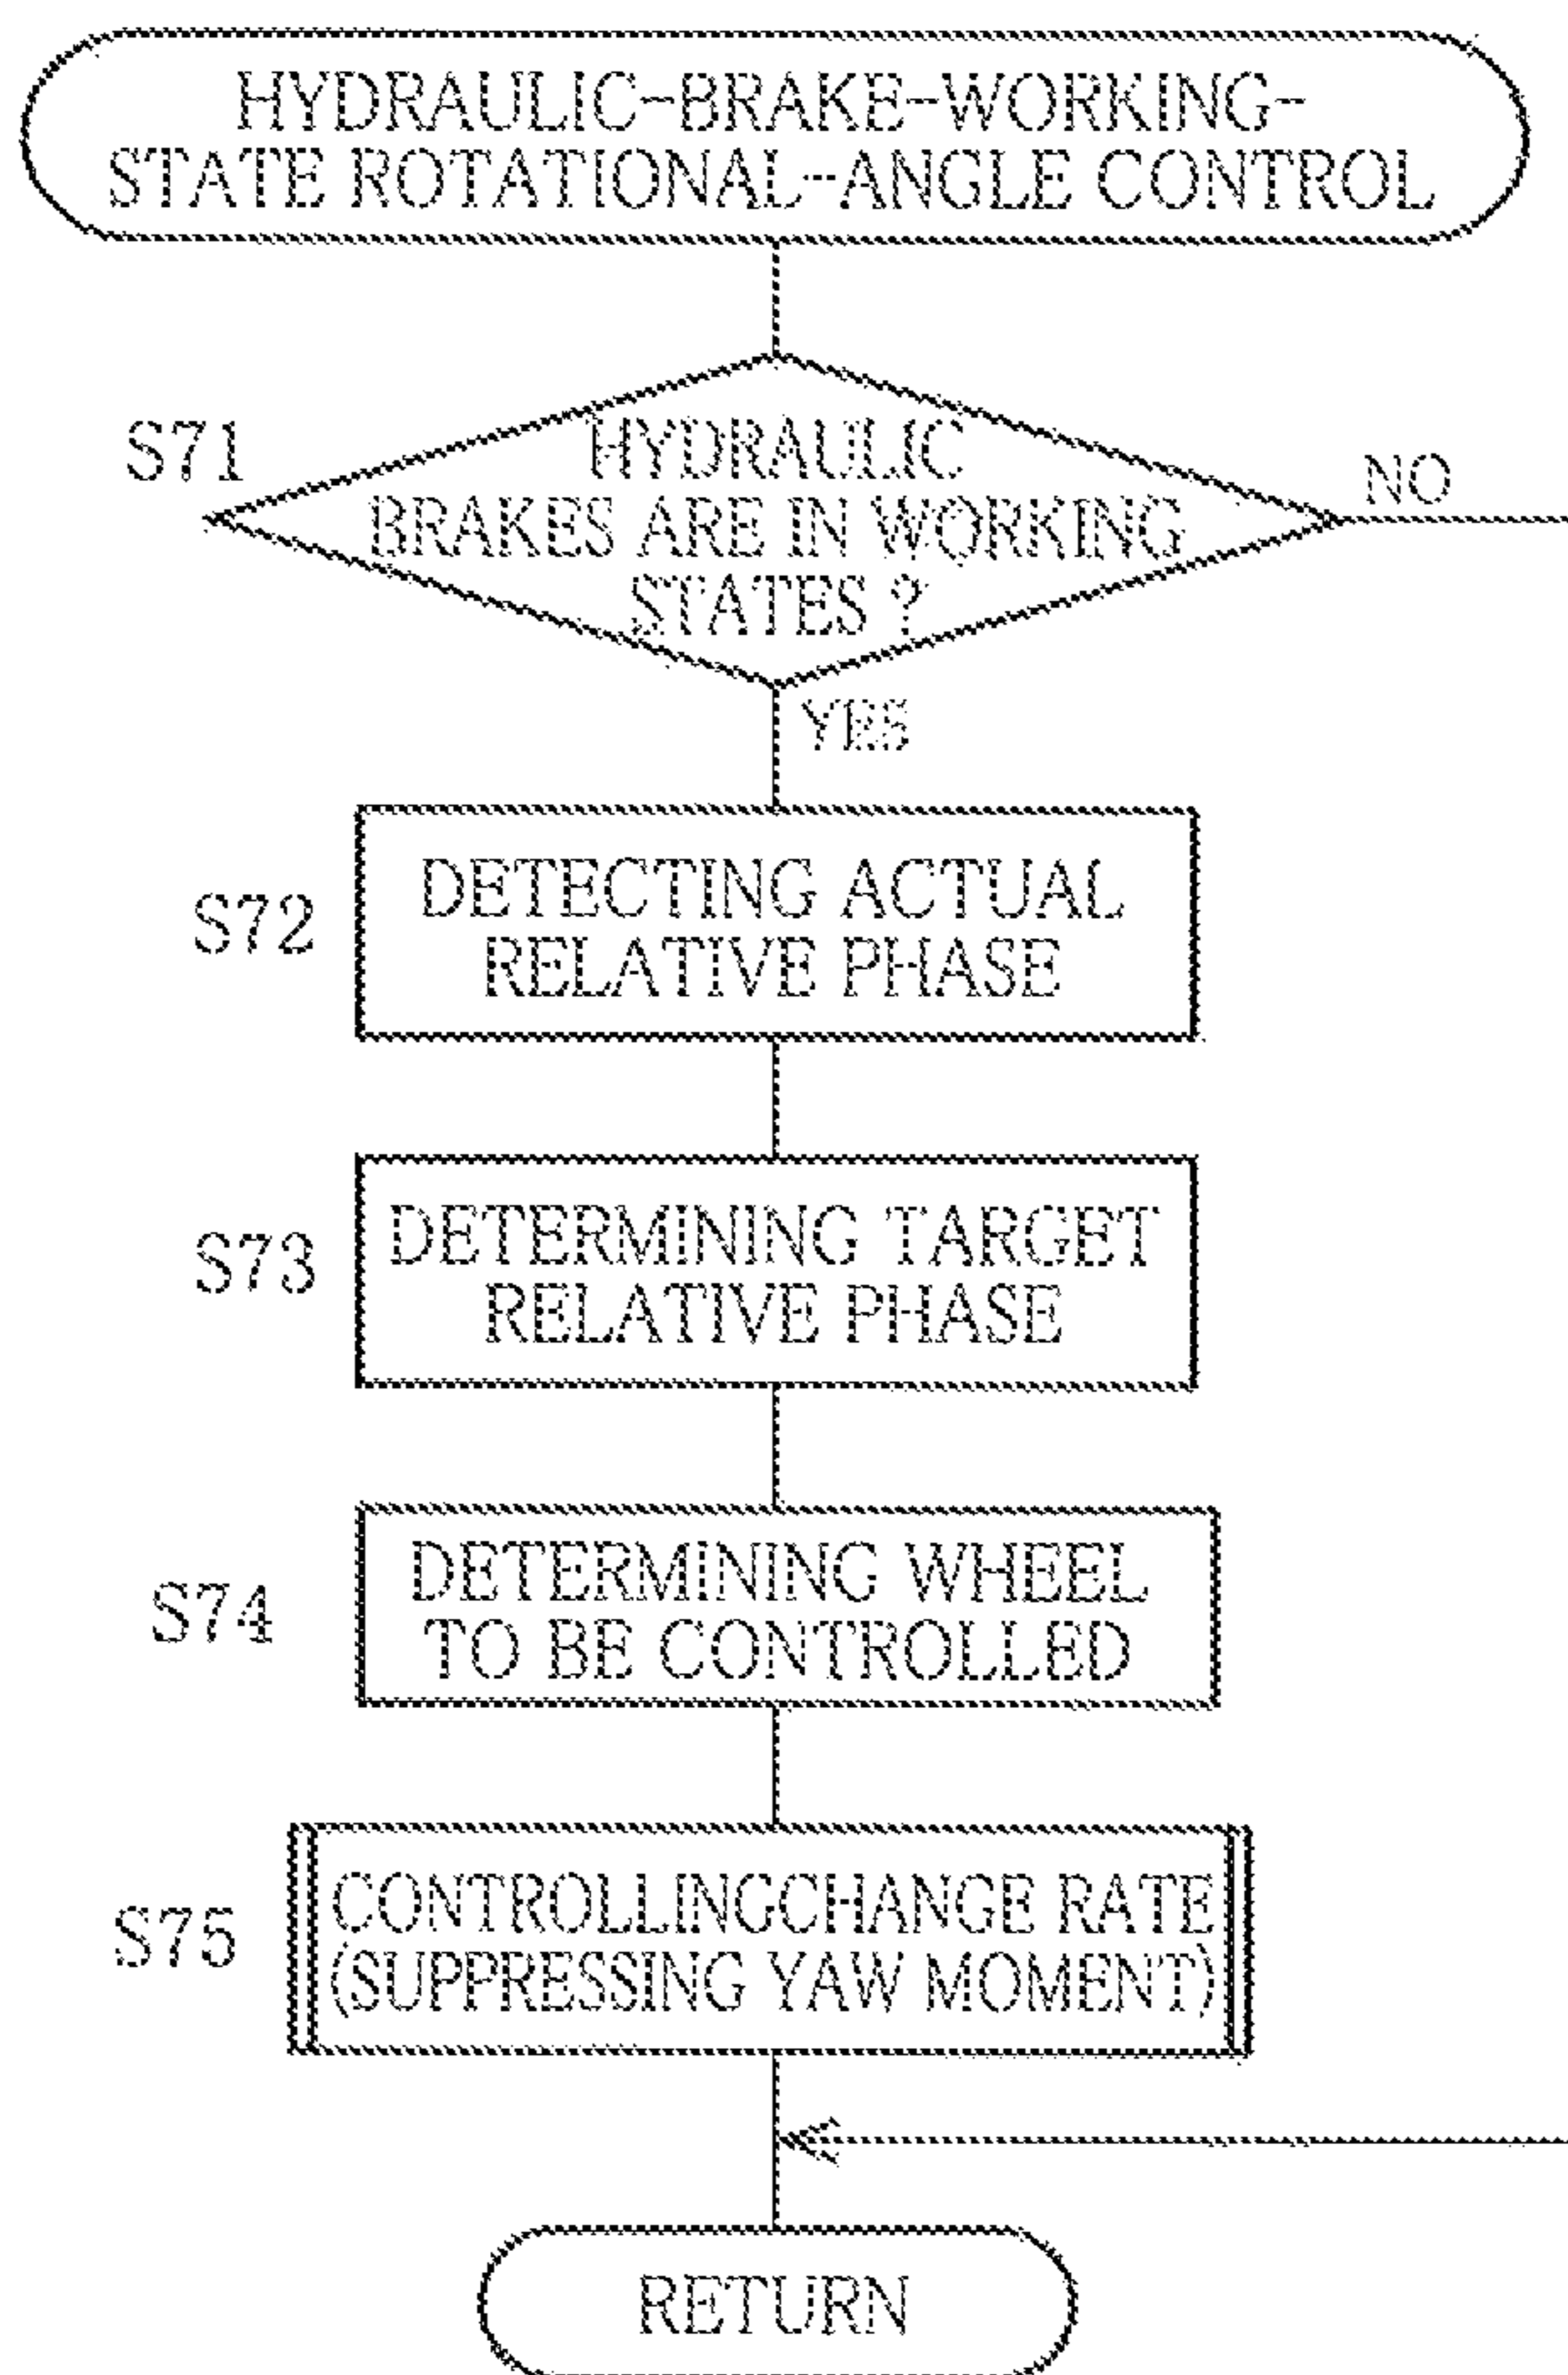 HYDRAULIC-BRAKE-WORKING-
STATE ROTATIONAL-ANGLE CONTROL
S71
HYDRAULIC
BRAKES ARE IN WORKING
STATES ?
NO
YES
S72
DETECTING ACTUAL
RELATIVE PHASE
S73
DETERMINING TARGET
RELATIVE PHASE
S74
DETERMINING WHEEL
TO BE CONTROLLED
S75
CONTROLLINGCHANGE RATE
(SUPPRESSING YAW MOMENT)
RETURN